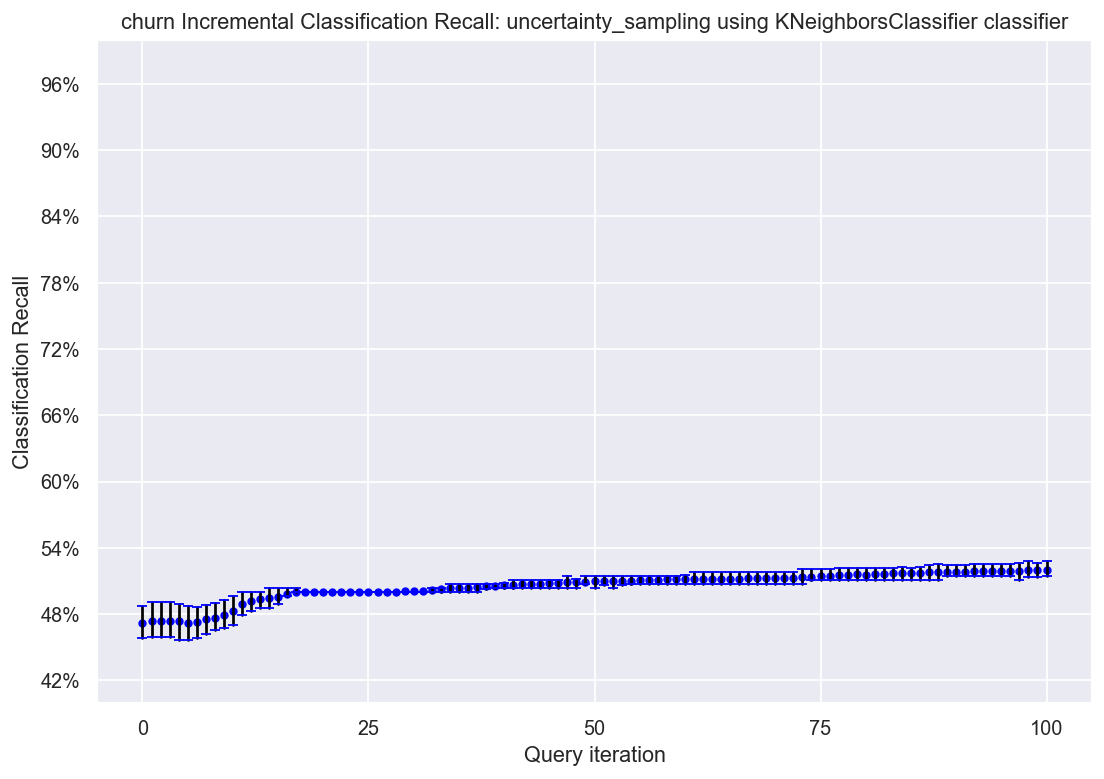 churn Incremental Classification Recall: uncertainty_sampling using KNeighborsClassifier classifier
96%
90%
84%
78%
72%
66%
60%
54%
48%
42%
Classification Recall
0 25 50 75 100
Query iteration